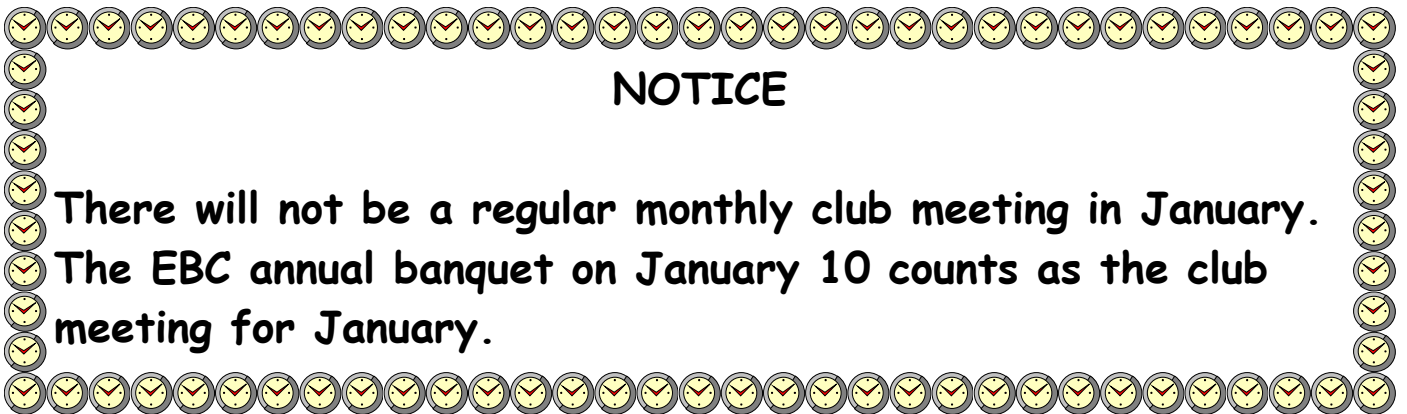 NOTICE
There will not be a regular monthly club meeting in January.
The EBC annual banquet on January 10 counts as the club
meeting for January.